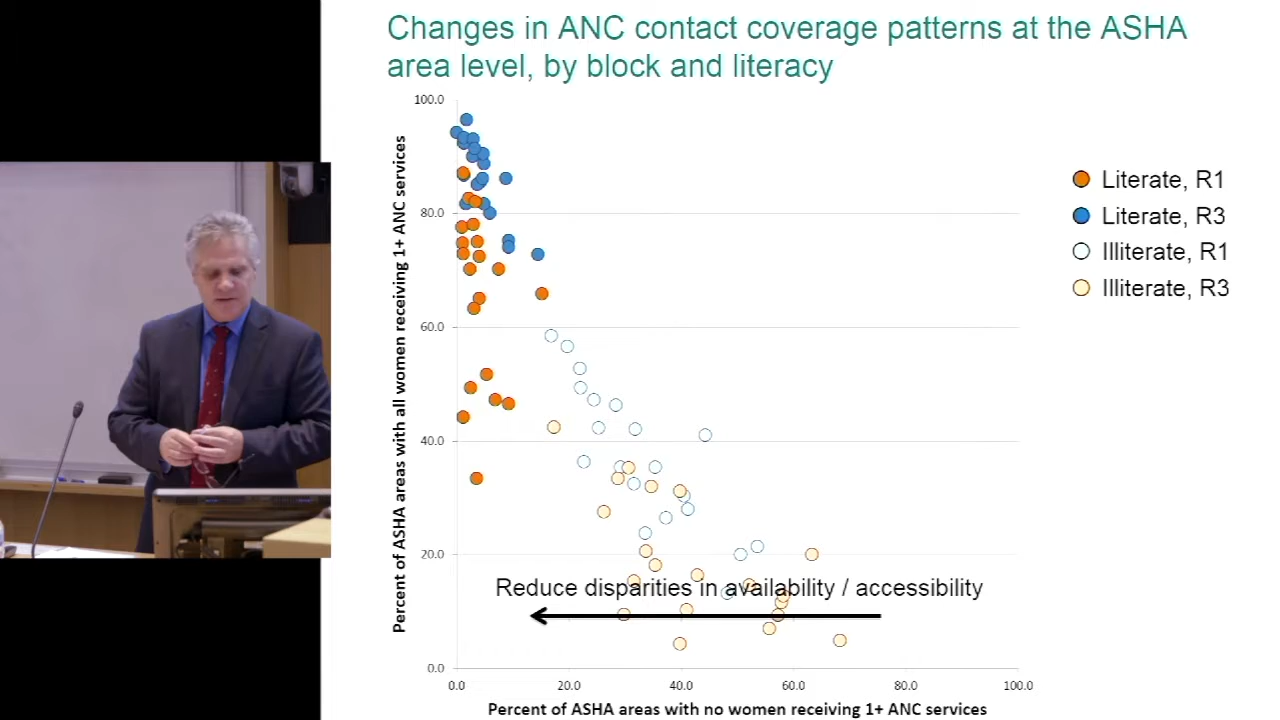 Changes in ANC contact coverage patterns at the ASHA
area level, by block and literacy
Percent of ASHA areas with all women receiving 1+ ANC services
100.0
80.0
60.0
40.0
20.0
0.0
Literate, R1
Literate, R3
Illiterate, R1
Illiterate, R3
Reduce disparities in availability / accessibility
0.0 20.0 40.0 60.0 80.0 100.0
Percent of ASHA areas with no women receiving 1+ ANC services